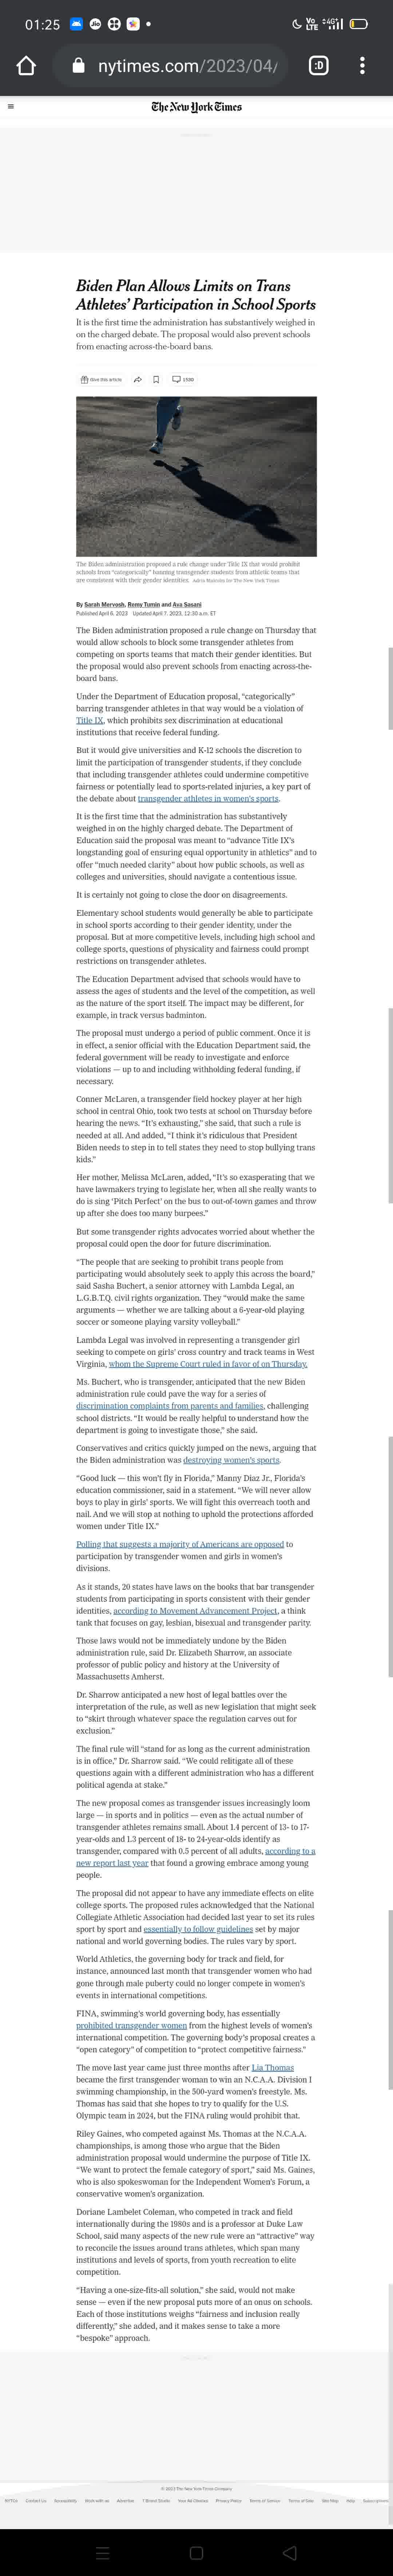 01:25
Jio
Vo
LTE
4G+
nytimes.com/2023/04/
:D
The New York Times
Biden Plan Allows Limits on Trans
Athletes’ Participation in School Sports
It is the first time the administration has substantively weighed in
on the charged debate. The proposal would also prevent schools
from enacting across-the-board bans.
Give this article
The Biden administration proposed a rule change under Title IX that would prohibit
schools from “categorically” banning transgender students from athletic teams that
are consistent with their gender identities. Adria Malcolm for The New York Times
By Sarah Mervosh, Remy Tumin and Ava Sasani
Published April 6, 2023 Updated April 7, 2023, 12:30 a.m. ET
The Biden administration proposed a rule change on Thursday that
would allow schools to block some transgender athletes from
competing on sports teams that match their gender identities. But
the proposal would also prevent schools from enacting across-the-
board bans.
Under the Department of Education proposal, “categorically”
barring transgender athletes in that way would be a violation of
Title IX, which prohibits sex discrimination at educational
institutions that receive federal funding.
But it would give universities and K-12 schools the discretion to
limit the participation of transgender students, if they conclude
that including transgender athletes could undermine competitive
fairness or potentially lead to sports-related injuries, a key part of
the debate about transgender athletes in women’s sports.
It is the first time that the administration has substantively
weighed in on the highly charged debate. The Department of
Education said the proposal was meant to “advance Title IX’s
longstanding goal of ensuring equal opportunity in athletics” and to
offer “much needed clarity” about how public schools, as well as
colleges and universities, should navigate a contentious issue.
It is certainly not going to close the door on disagreements.
Elementary school students would generally be able to participate
in school sports according to their gender identity, under the
proposal. But at more competitive levels, including high school and
college sports, questions of physicality and fairness could prompt
restrictions on transgender athletes.
The Education Department advised that schools would have to
assess the ages of students and the level of the competition, as well
as the nature of the sport itself. The impact may be different, for
example, in track versus badminton.
The proposal must undergo a period of public comment. Once it is
in effect, a senior official with the Education Department said, the
federal government will be ready to investigate and enforce
violations — up to and including withholding federal funding, if
necessary.
Conner McLaren, a transgender field hockey player at her high
school in central Ohio, took two tests at school on Thursday before
hearing the news. “It’s exhausting,” she said, that such a rule is
needed at all. And added, “I think it’s ridiculous that President
Biden needs to step in to tell states they need to stop bullying trans
kids.”
Her mother, Melissa McLaren, added, “It’s so exasperating that we
have lawmakers trying to legislate her, when all she really wants to
do is sing ‘Pitch Perfect’ on the bus to out-of-town games and throw
up after she does too many burpees.”
But some transgender rights advocates worried about whether the
proposal could open the door for future discrimination.
“The people that are seeking to prohibit trans people from
participating would absolutely seek to apply this across the board,”
said Sasha Buchert, a senior attorney with Lambda Legal, an
L.G.B.T.Q. civil rights organization. They “would make the same
arguments — whether we are talking about a 6-year-old playing
soccer or someone playing varsity volleyball.”
Lambda Legal was involved in representing a transgender girl
seeking to compete on girls’ cross country and track teams in West
Virginia, whom the Supreme Court ruled in favor of on Thursday.
Ms. Buchert, who is transgender, anticipated that the new Biden
administration rule could pave the way for a series of
discrimination complaints from parents and families, challenging
school districts. “It would be really helpful to understand how the
department is going to investigate those,” she said.
Conservatives and critics quickly jumped on the news, arguing that
the Biden administration was destroying women’s sports.
“Good luck — this won’t fly in Florida,” Manny Diaz Jr., Florida’s
education commissioner, said in a statement. “We will never allow
boys to play in girls’ sports. We will fight this overreach tooth and
nail. And we will stop at nothing to uphold the protections afforded
women under Title IX.”
Polling that suggests a majority of Americans are opposed to
participation by transgender women and girls in women’s
divisions.
As it stands, 20 states have laws on the books that bar transgender
students from participating in sports consistent with their gender
identities, according to Movement Advancement Project, a think
tank that focuses on gay, lesbian, bisexual and transgender parity.
Those laws would not be immediately undone by the Biden
administration rule, said Dr. Elizabeth Sharrow, an associate
professor of public policy and history at the University of
Massachusetts Amherst.
Dr. Sharrow anticipated a new host of legal battles over the
interpretation of the rule, as well as new legislation that might seek
to “skirt through whatever space the regulation carves out for
exclusion.”
The final rule will “stand for as long as the current administration
is in office,” Dr. Sharrow said. “We could relitigate all of these
questions again with a different administration who has a different
political agenda at stake.”
The new proposal comes as transgender issues increasingly loom
large — in sports and in politics — even as the actual number of
transgender athletes remains small. About 1.4 percent of 13- to 17-
year-olds and 1.3 percent of 18- to 24-year-olds identify as
transgender, compared with 0.5 percent of all adults, according to a
new report last year that found a growing embrace among young
people.
The proposal did not appear to have any immediate effects on elite
college sports. The proposed rules acknowledged that the National
Collegiate Athletic Association had decided last year to set its rules
sport by sport and essentially to follow guidelines set by major
national and world governing bodies. The rules vary by sport.
World Athletics, the governing body for track and field, for
instance, announced last month that transgender women who had
gone through male puberty could no longer compete in women’s
events in international competitions.
FINA, swimming’s world governing body, has essentially
prohibited transgender women from the highest levels of women’s
international competition. The governing body’s proposal creates a
“open category” of competition to “protect competitive fairness.”
The move last year came just three months after Lia Thomas
became the first transgender woman to win an N.C.A.A. Division I
swimming championship, in the 500-yard women’s freestyle. Ms.
Thomas has said that she hopes to try to qualify for the U.S.
Olympic team in 2024, but the FINA ruling would prohibit that.
Riley Gaines, who competed against Ms. Thomas at the N.C.A.A.
championships, is among those who argue that the Biden
administration proposal would undermine the purpose of Title IX.
“We want to protect the female category of sport,” said Ms. Gaines,
who is also spokeswoman for the Independent Women’s Forum, a
conservative women’s organization.
Doriane Lambelet Coleman, who competed in track and field
internationally during the 1980s and is a professor at Duke Law
School, said many aspects of the new rule were an “attractive” way
to reconcile the issues around trans athletes, which span many
institutions and levels of sports, from youth recreation to elite
competition.
“Having a one-size-fits-all solution,” she said, would not make
sense — even if the new proposal puts more of an onus on schools.
Each of those institutions weighs “fairness and inclusion really
differently,” she added, and it makes sense to take a more
“bespoke” approach.
© 2023 The New York Times Company
NYTCo Contact Us Accessibility Work with us Advertise T Brand Studio Your Ad Choices Privacy Policy Terms of Service Terms of Sale Site Map Help Subscriptions